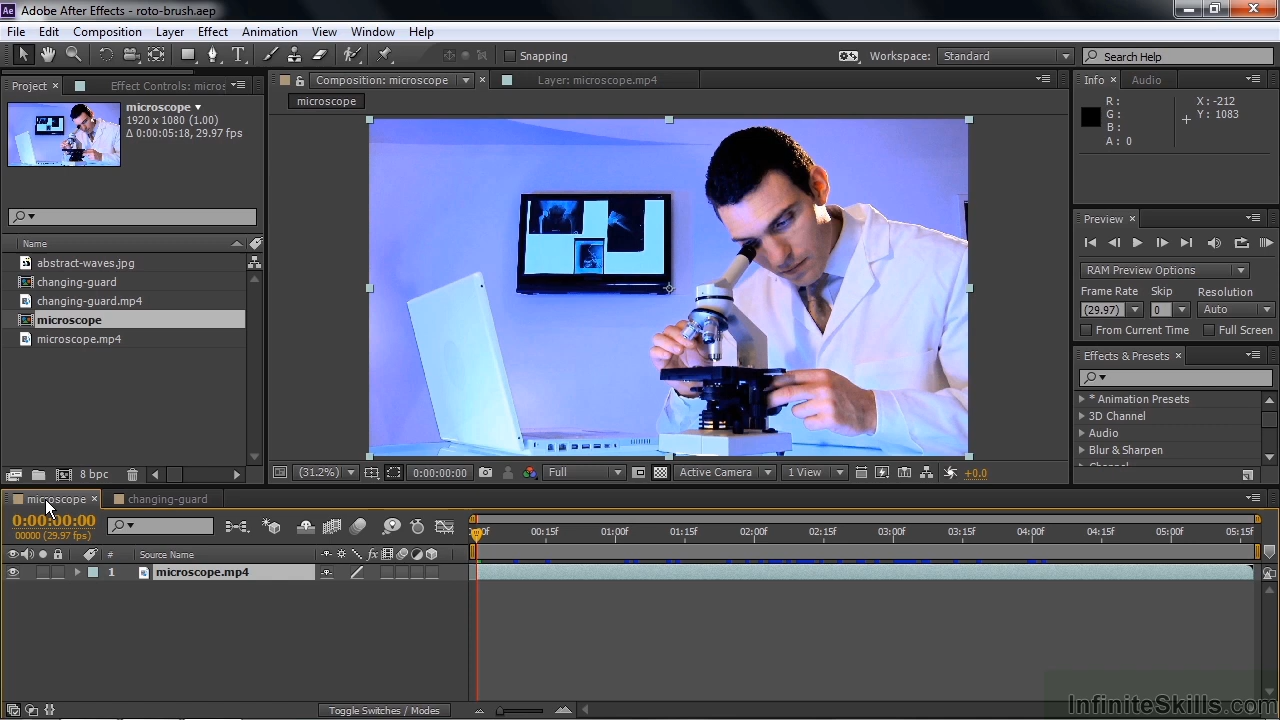 Ae Adobe After Effects - roto-brush.aep
File Edit Composition Layer Effect Animation View Window Help
T Snapping Workspace: Standard Search Help
Project × Effect Controls: micros
microscope
1920 x 1080 (1.00)
Δ 0:00:05:18, 29.97 fps
Name
abstract-waves.jpg
changing-guard
changing-guard.mp4
microscope
microscope.mp4
8 bpc
Composition: microscope × Layer: microscope.mp4
microscope
(31.2%) 0:00:00:00 Full Active Camera 1 View +0.0
Info × Audio
R : X : -212
G : Y : 1083
B :
A : 0
Preview ×
RAM Preview Options
Frame Rate Skip Resolution
(29.97) 0 Auto
From Current Time Full Screen
Effects & Presets ×
* Animation Presets
3D Channel
Audio
Blur & Sharpen
Channel
microscope × changing-guard
0:00:00:00
00000 (29.97 fps)
# Source Name fx
1 microscope.mp4
:00f 00:15f 01:00f 01:15f 02:00f 02:15f 03:00f 03:15f 04:00f 04:15f 05:00f 05:15f
Toggle Switches / Modes
InfiniteSkills.com